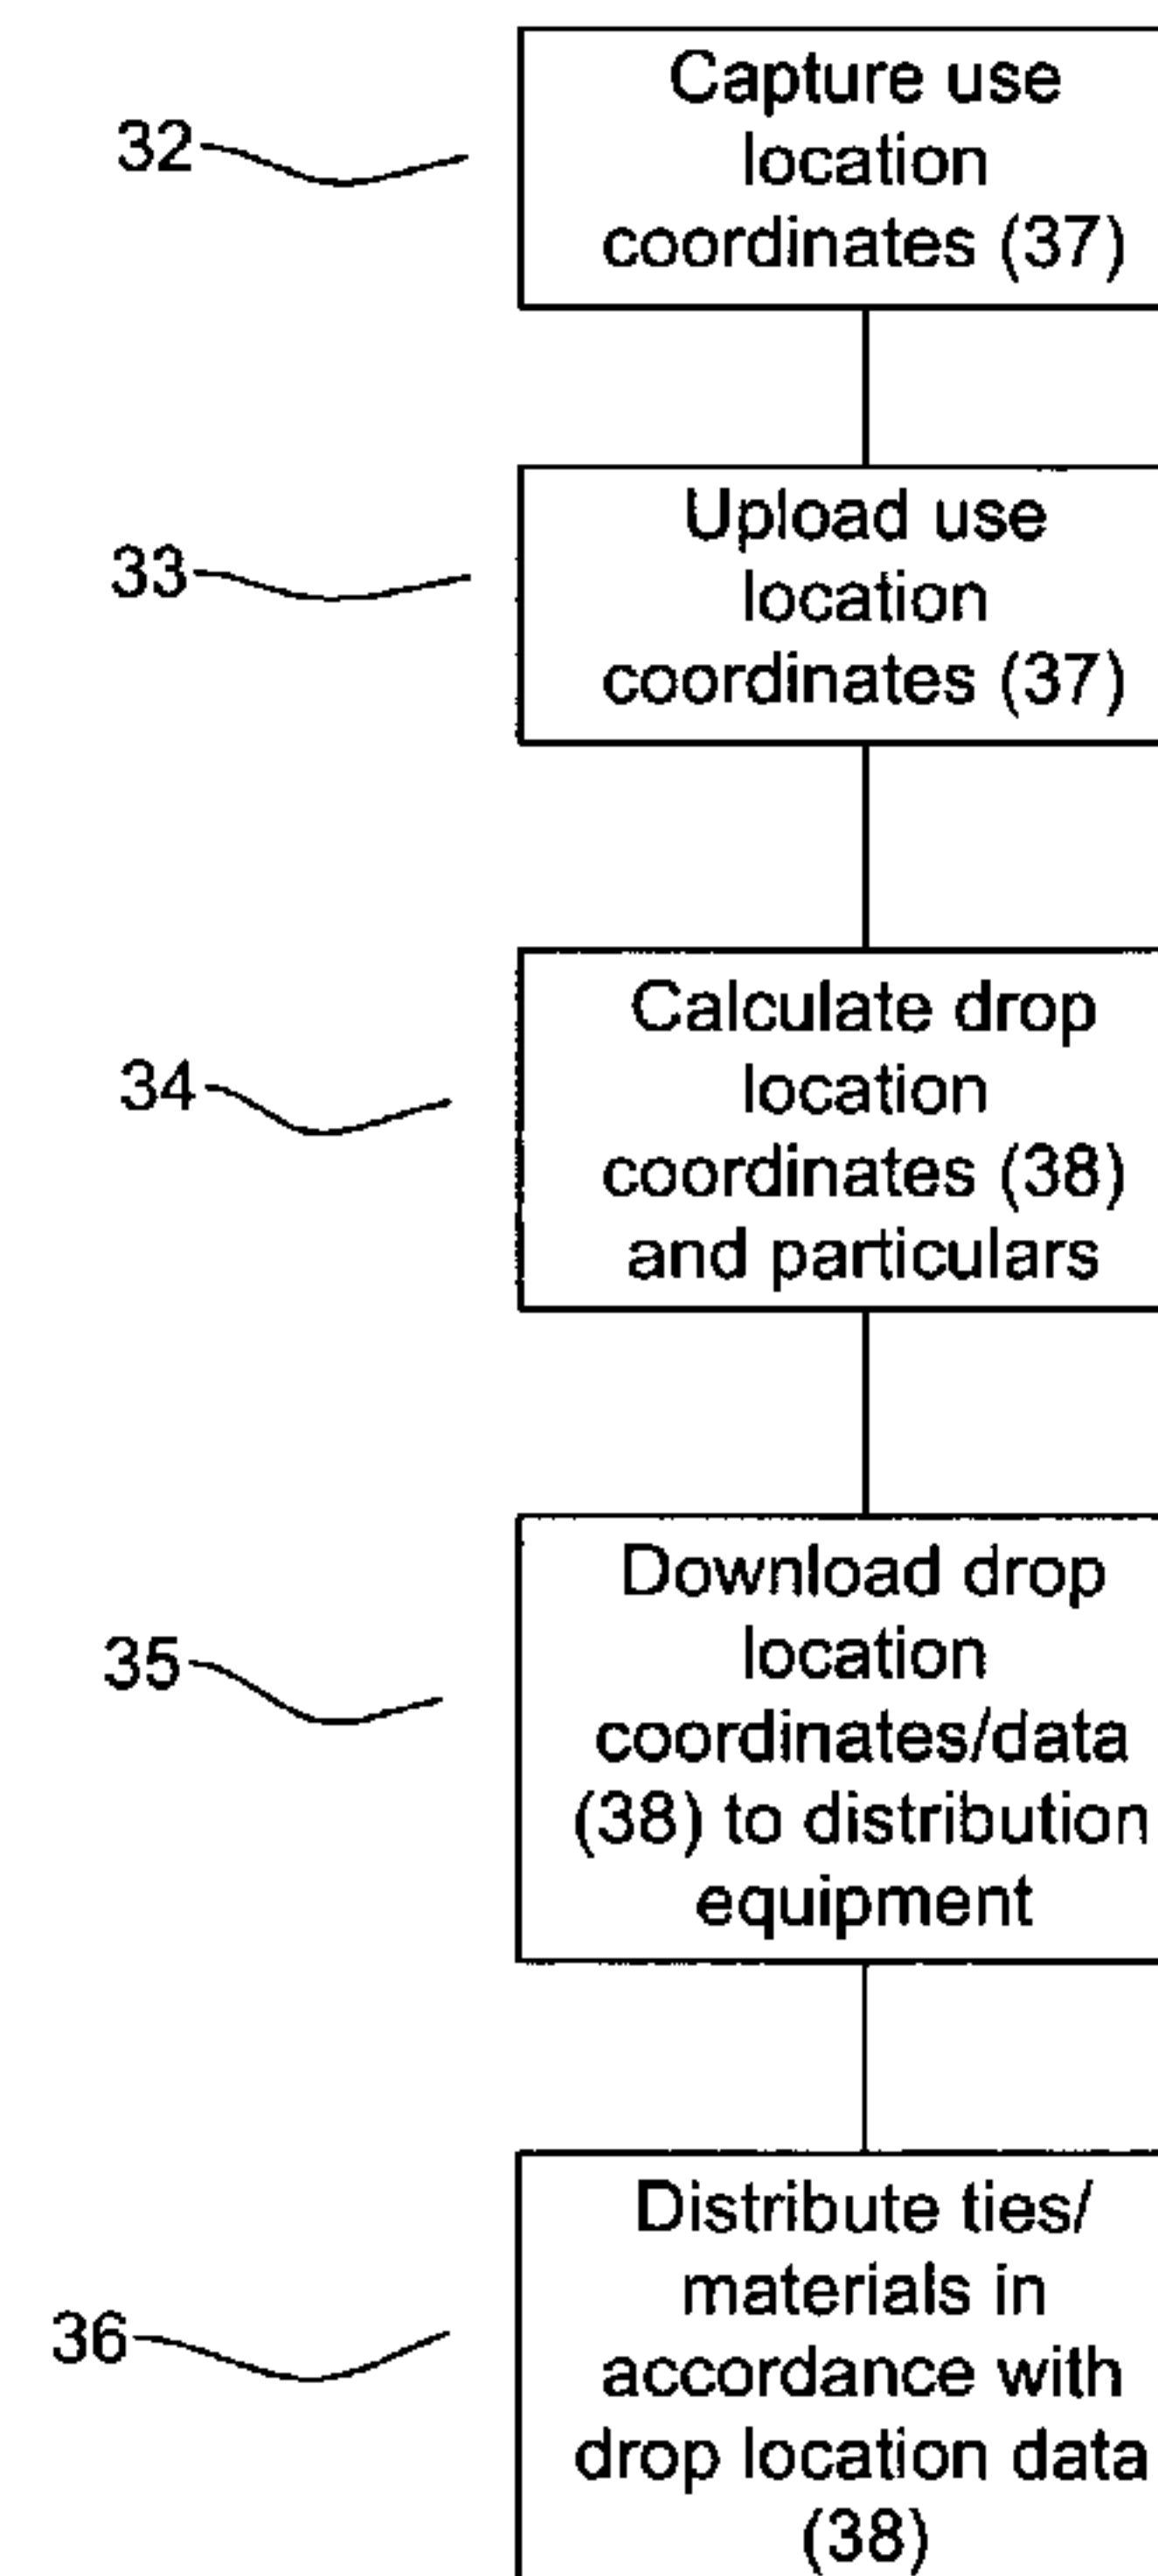 32
Capture use
location
coordinates (37)
33
Upload use
location
coordinates (37)
34
Calculate drop
location
coordinates (38)
and particulars
35
Download drop
location
coordinates/data
(38) to distribution
equipment
36
Distribute ties/
materials in
accordance with
drop location data
(38)